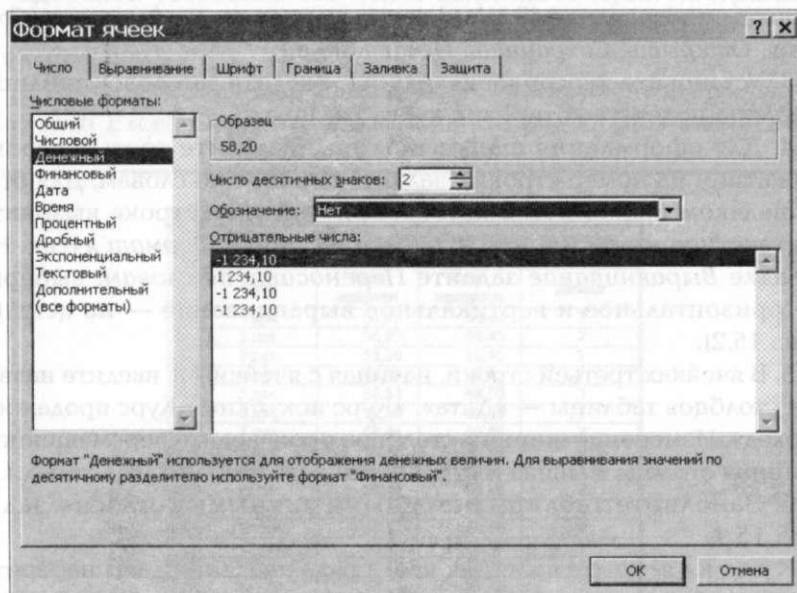 Формат ячеек ? ×
Число Выравнивание Шрифт Граница Заливка Защита
Числовые форматы:
Общий
Числовой
Денежный
Финансовый
Дата
Время
Процентный
Дробный
Экспоненциальный
Текстовый
Дополнительный
(все форматы)
Образец
58,20
Число десятичных знаков: 2
Обозначение: Нет
Отрицательные числа:
-1 234,10
1 234,10
-1 234,10
-1 234,10
Формат "Денежный" используется для отображения денежных величин. Для выравнивания значений по
десятичному разделителю используйте формат "Финансовый".
ОК Отмена